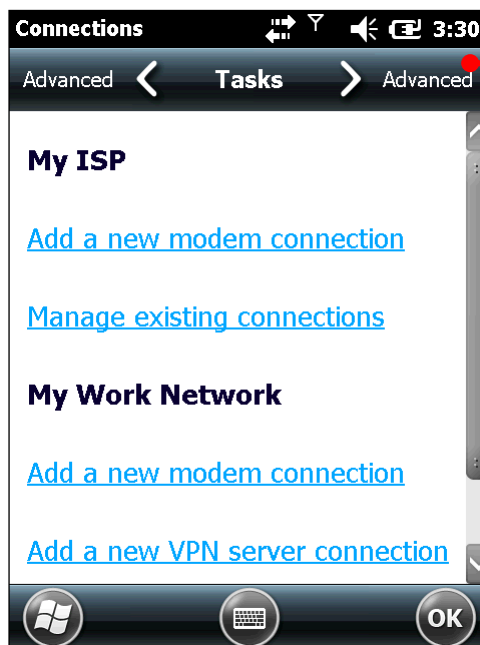 Connections 3:30
Advanced Tasks Advanced
My ISP
Add a new modem connection
Manage existing connections
My Work Network
Add a new modem connection
Add a new VPN server connection
OK